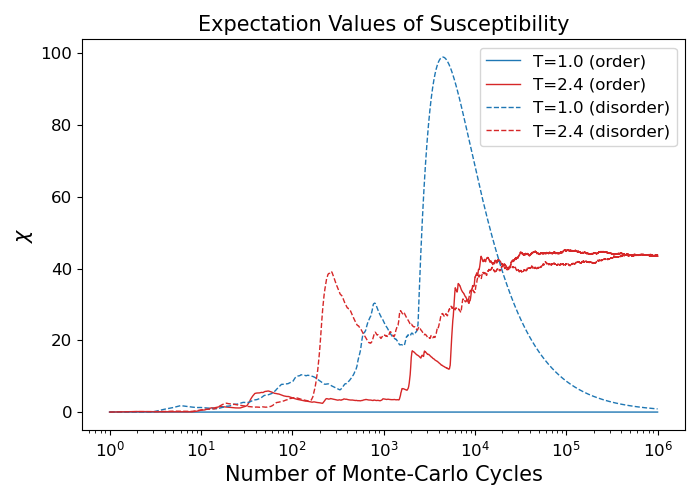 Expectation Values of Susceptibility
100
80
60
40
20
0
χ
T=1.0 (order)
T=2.4 (order)
T=1.0 (disorder)
T=2.4 (disorder)
10⁰ 10¹ 10² 10³ 10⁴ 10⁵ 10⁶
Number of Monte-Carlo Cycles